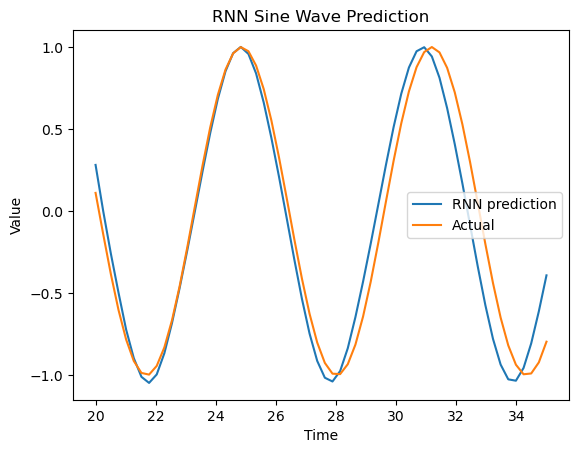 RNN Sine Wave Prediction
1.0
0.5
0.0
−0.5
−1.0
Value
RNN prediction
Actual
20 22 24 26 28 30 32 34
Time